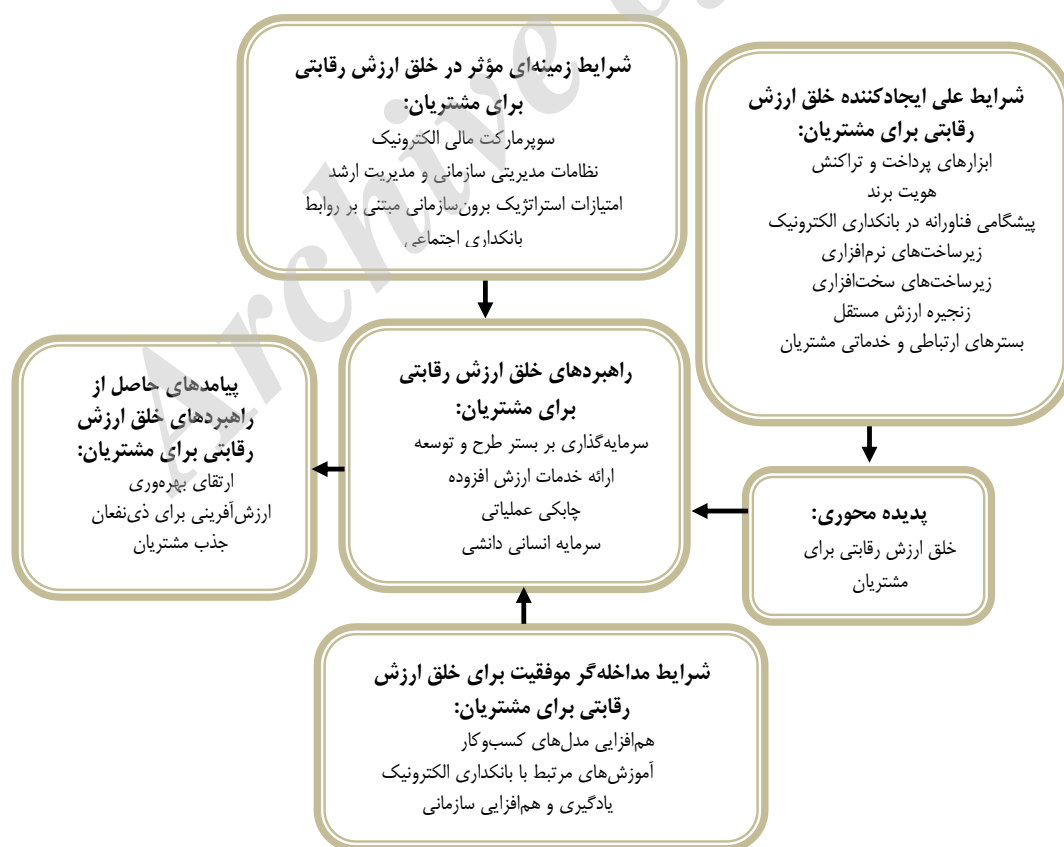 شرایط زمینه‌ای مؤثر در خلق ارزش رقابتی
برای مشتریان:
سوپرمارکت مالی الکترونیک
نظامات مدیریتی سازمانی و مدیریت ارشد
امتیازات استراتژیک برون‌سازمانی مبتنی بر روابط
بانکداری اجتماعی
شرایط علی ایجادکننده خلق ارزش
رقابتی برای مشتریان:
ابزارهای پرداخت و تراکنش
هویت برند
پیشگامی فناورانه در بانکداری الکترونیک
زیرساخت‌های نرم‌افزاری
زیرساخت‌های سخت‌افزاری
زنجیره ارزش مستقل
بسترهای ارتباطی و خدماتی مشتریان
پدیده محوری:
خلق ارزش رقابتی برای
مشتریان
راهبردهای خلق ارزش رقابتی
برای مشتریان:
سرمایه‌گذاری بر بستر طرح و توسعه
ارائه خدمات ارزش افزوده
چابکی عملیاتی
سرمایه انسانی دانشی
پیامدهای حاصل از
راهبردهای خلق ارزش
رقابتی برای مشتریان:
ارتقای بهره‌وری
ارزش‌آفرینی برای ذی‌نفعان
جذب مشتریان
شرایط مداخله‌گر موفقیت برای خلق ارزش
رقابتی برای مشتریان:
هم‌افزایی مدل‌های کسب‌وکار
آموزش‌های مرتبط با بانکداری الکترونیک
یادگیری و هم‌افزایی سازمانی
Archive